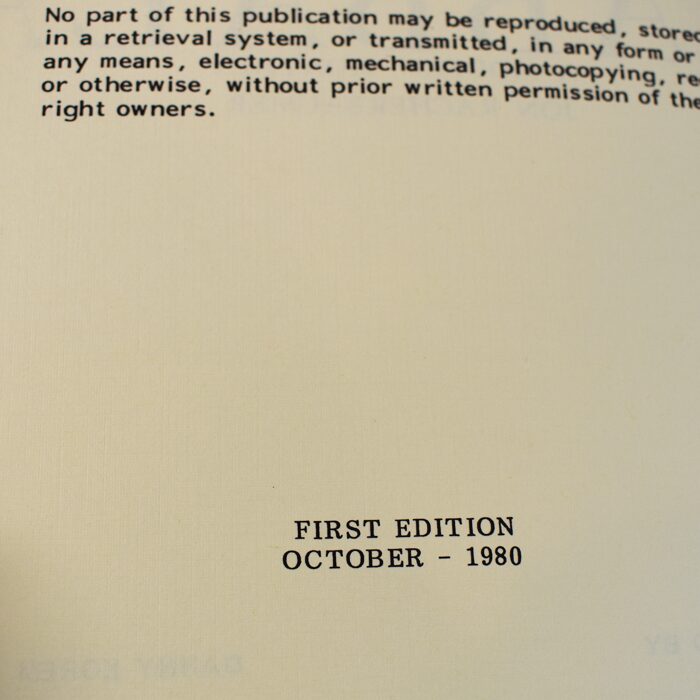 No part of this publication may be reproduced, stored
in a retrieval system, or transmitted, in any form or
any means, electronic, mechanical, photocopying, re
or otherwise, without prior written permission of the
right owners.
FIRST EDITION
OCTOBER - 1980